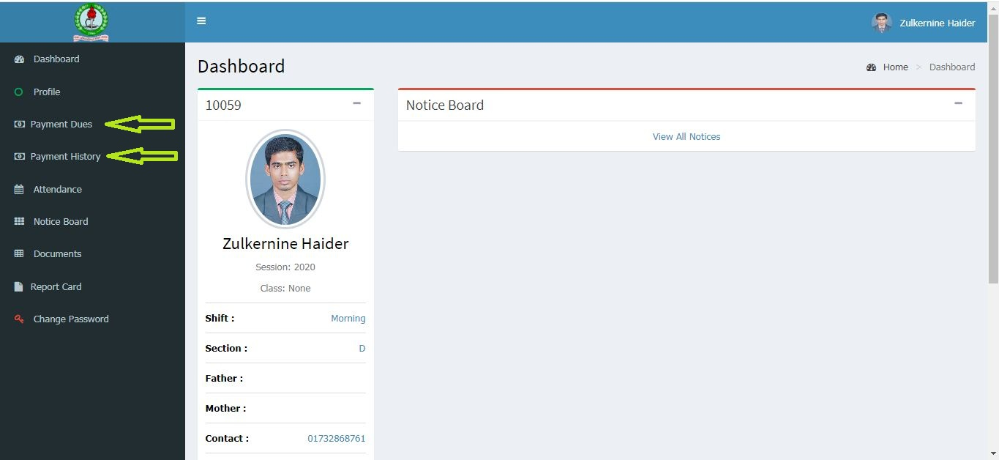 Zulkernine Haider
Dashboard
Profile
Payment Dues
Payment History
Attendance
Notice Board
Documents
Report Card
Change Password
Dashboard
Home > Dashboard
10059
Zulkernine Haider
Session: 2020
Class: None
Shift : Morning
Section : D
Father :
Mother :
Contact : 01732868761
Notice Board
View All Notices